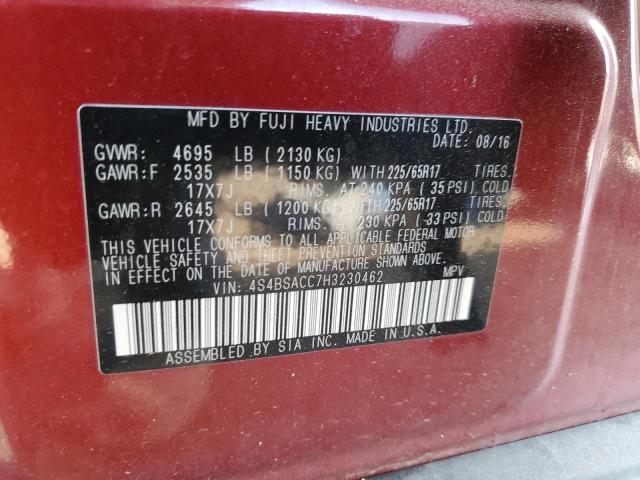 MFD BY FUJI HEAVY INDUSTRIES LTD.
DATE: 08/16
GVWR: 4695 LB ( 2130 KG)
GAWR:F 2535 LB ( 1150 KG) WITH 225/65R17 TIRES.
17X7J RIMS. AT 240 KPA ( 35 PSI) COLD
GAWR:R 2645 LB ( 1200 KG) WITH 225/65R17 TIRES.
17X7J RIMS. AT 230 KPA ( 33 PSI) COLD
THIS VEHICLE CONFORMS TO ALL APPLICABLE FEDERAL MOTOR
VEHICLE SAFETY AND THEFT PREVENTION STANDARDS
IN EFFECT ON THE DATE OF MANUFACTURE SHOWN ABOVE.
VIN: 4S4BSACC7H3230462 MPV
ASSEMBLED BY SIA INC. MADE IN U.S.A.